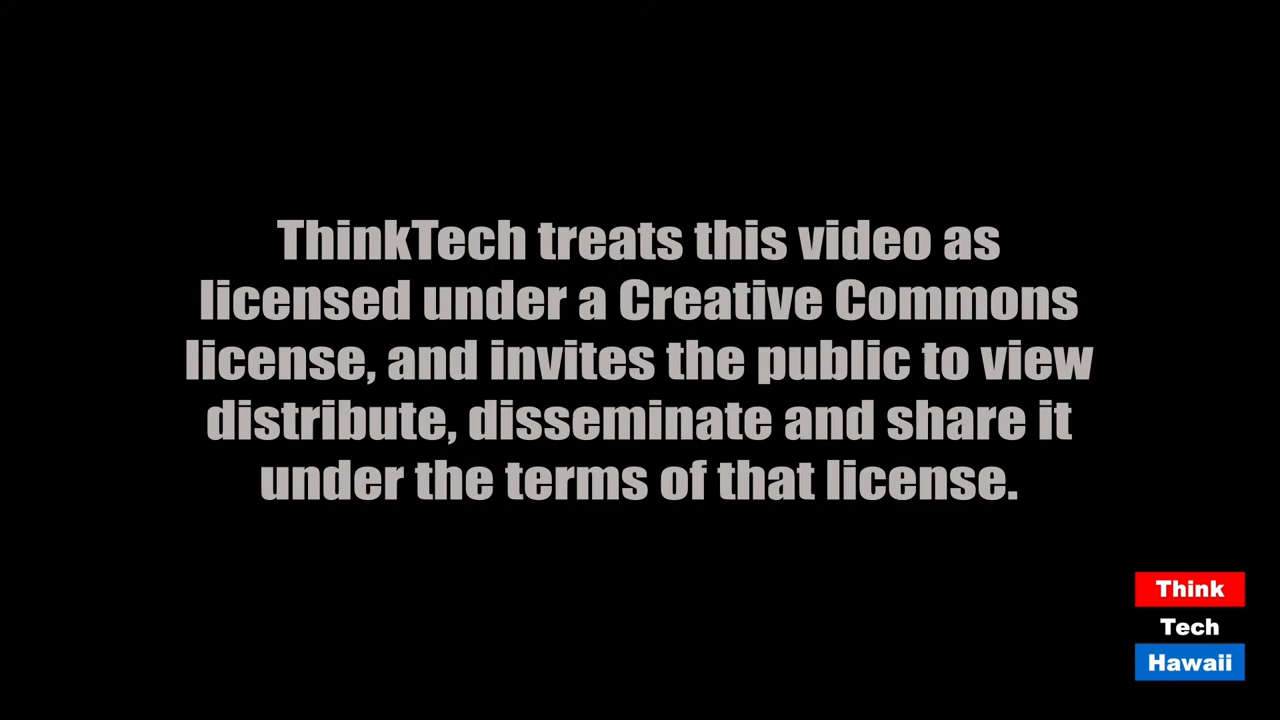 ThinkTech treats this video as
licensed under a Creative Commons
license, and invites the public to view
distribute, disseminate and share it
under the terms of that license.
Think
Tech
Hawaii